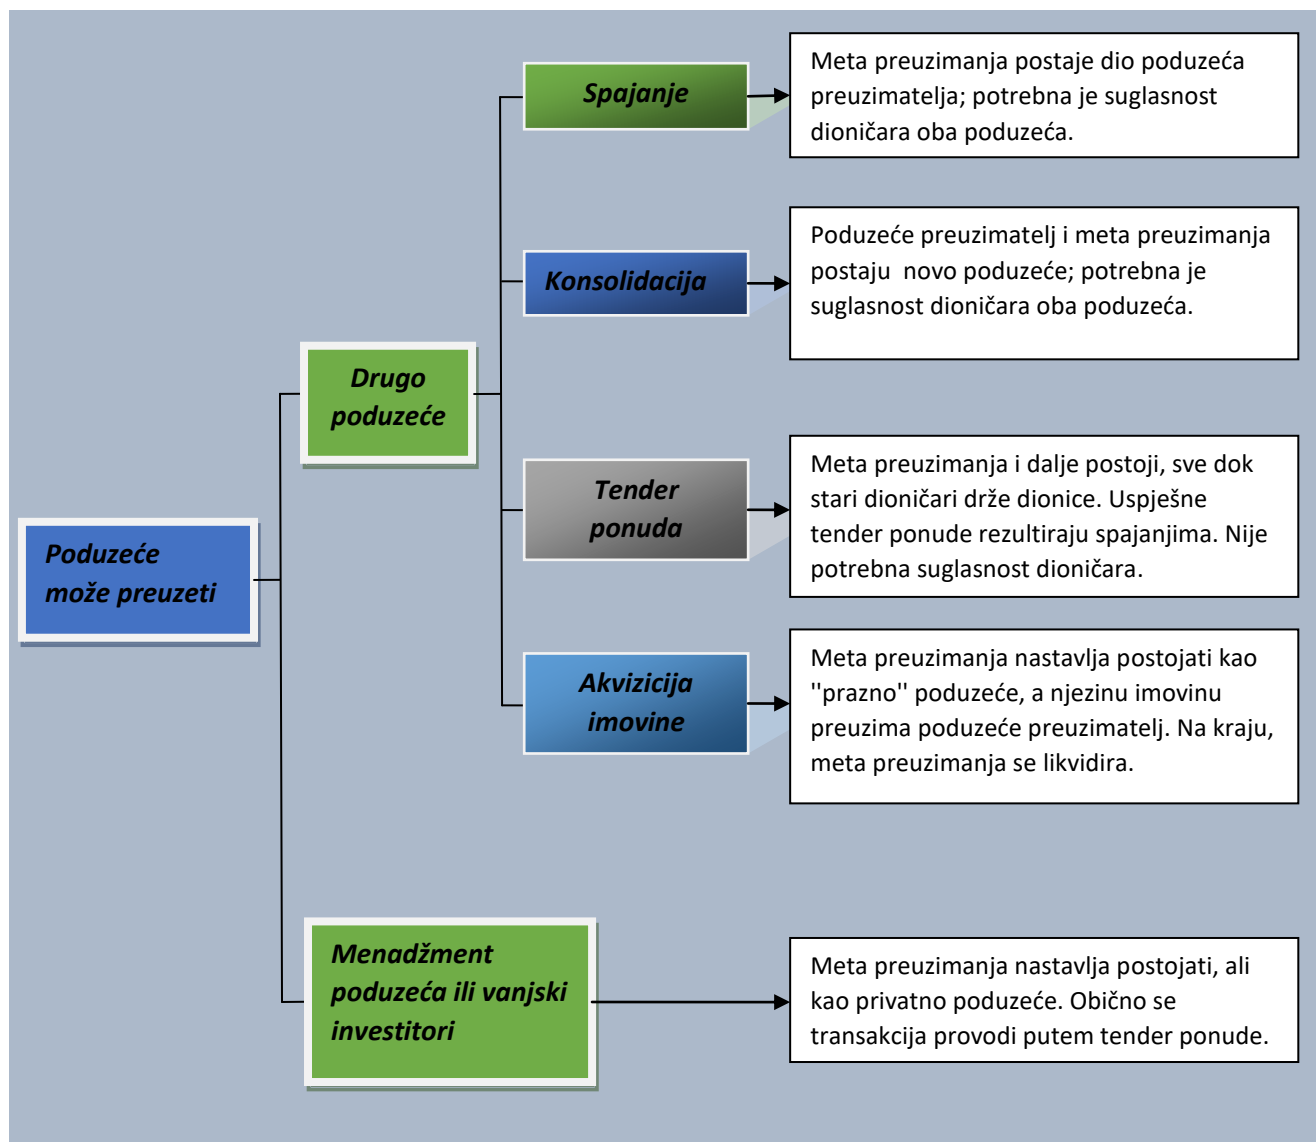 Poduzeće
može preuzeti
Drugo
poduzeće
Spajanje
Meta preuzimanja postaje dio poduzeća
preuzimatelja; potrebna je suglasnost
dioničara oba poduzeća.
Konsolidacija
Poduzeće preuzimatelj i meta preuzimanja
postaju novo poduzeće; potrebna je
suglasnost dioničara oba poduzeća.
Tender
ponuda
Meta preuzimanja i dalje postoji, sve dok
stari dioničari drže dionice. Uspješne
tender ponude rezultiraju spajanjima. Nije
potrebna suglasnost dioničara.
Akvizicija
imovine
Meta preuzimanja nastavlja postojati kao
''prazno'' poduzeće, a njezinu imovinu
preuzima poduzeće preuzimatelj. Na kraju,
meta preuzimanja se likvidira.
Menadžment
poduzeća ili vanjski
investitori
Meta preuzimanja nastavlja postojati, ali
kao privatno poduzeće. Obično se
transakcija provodi putem tender ponude.